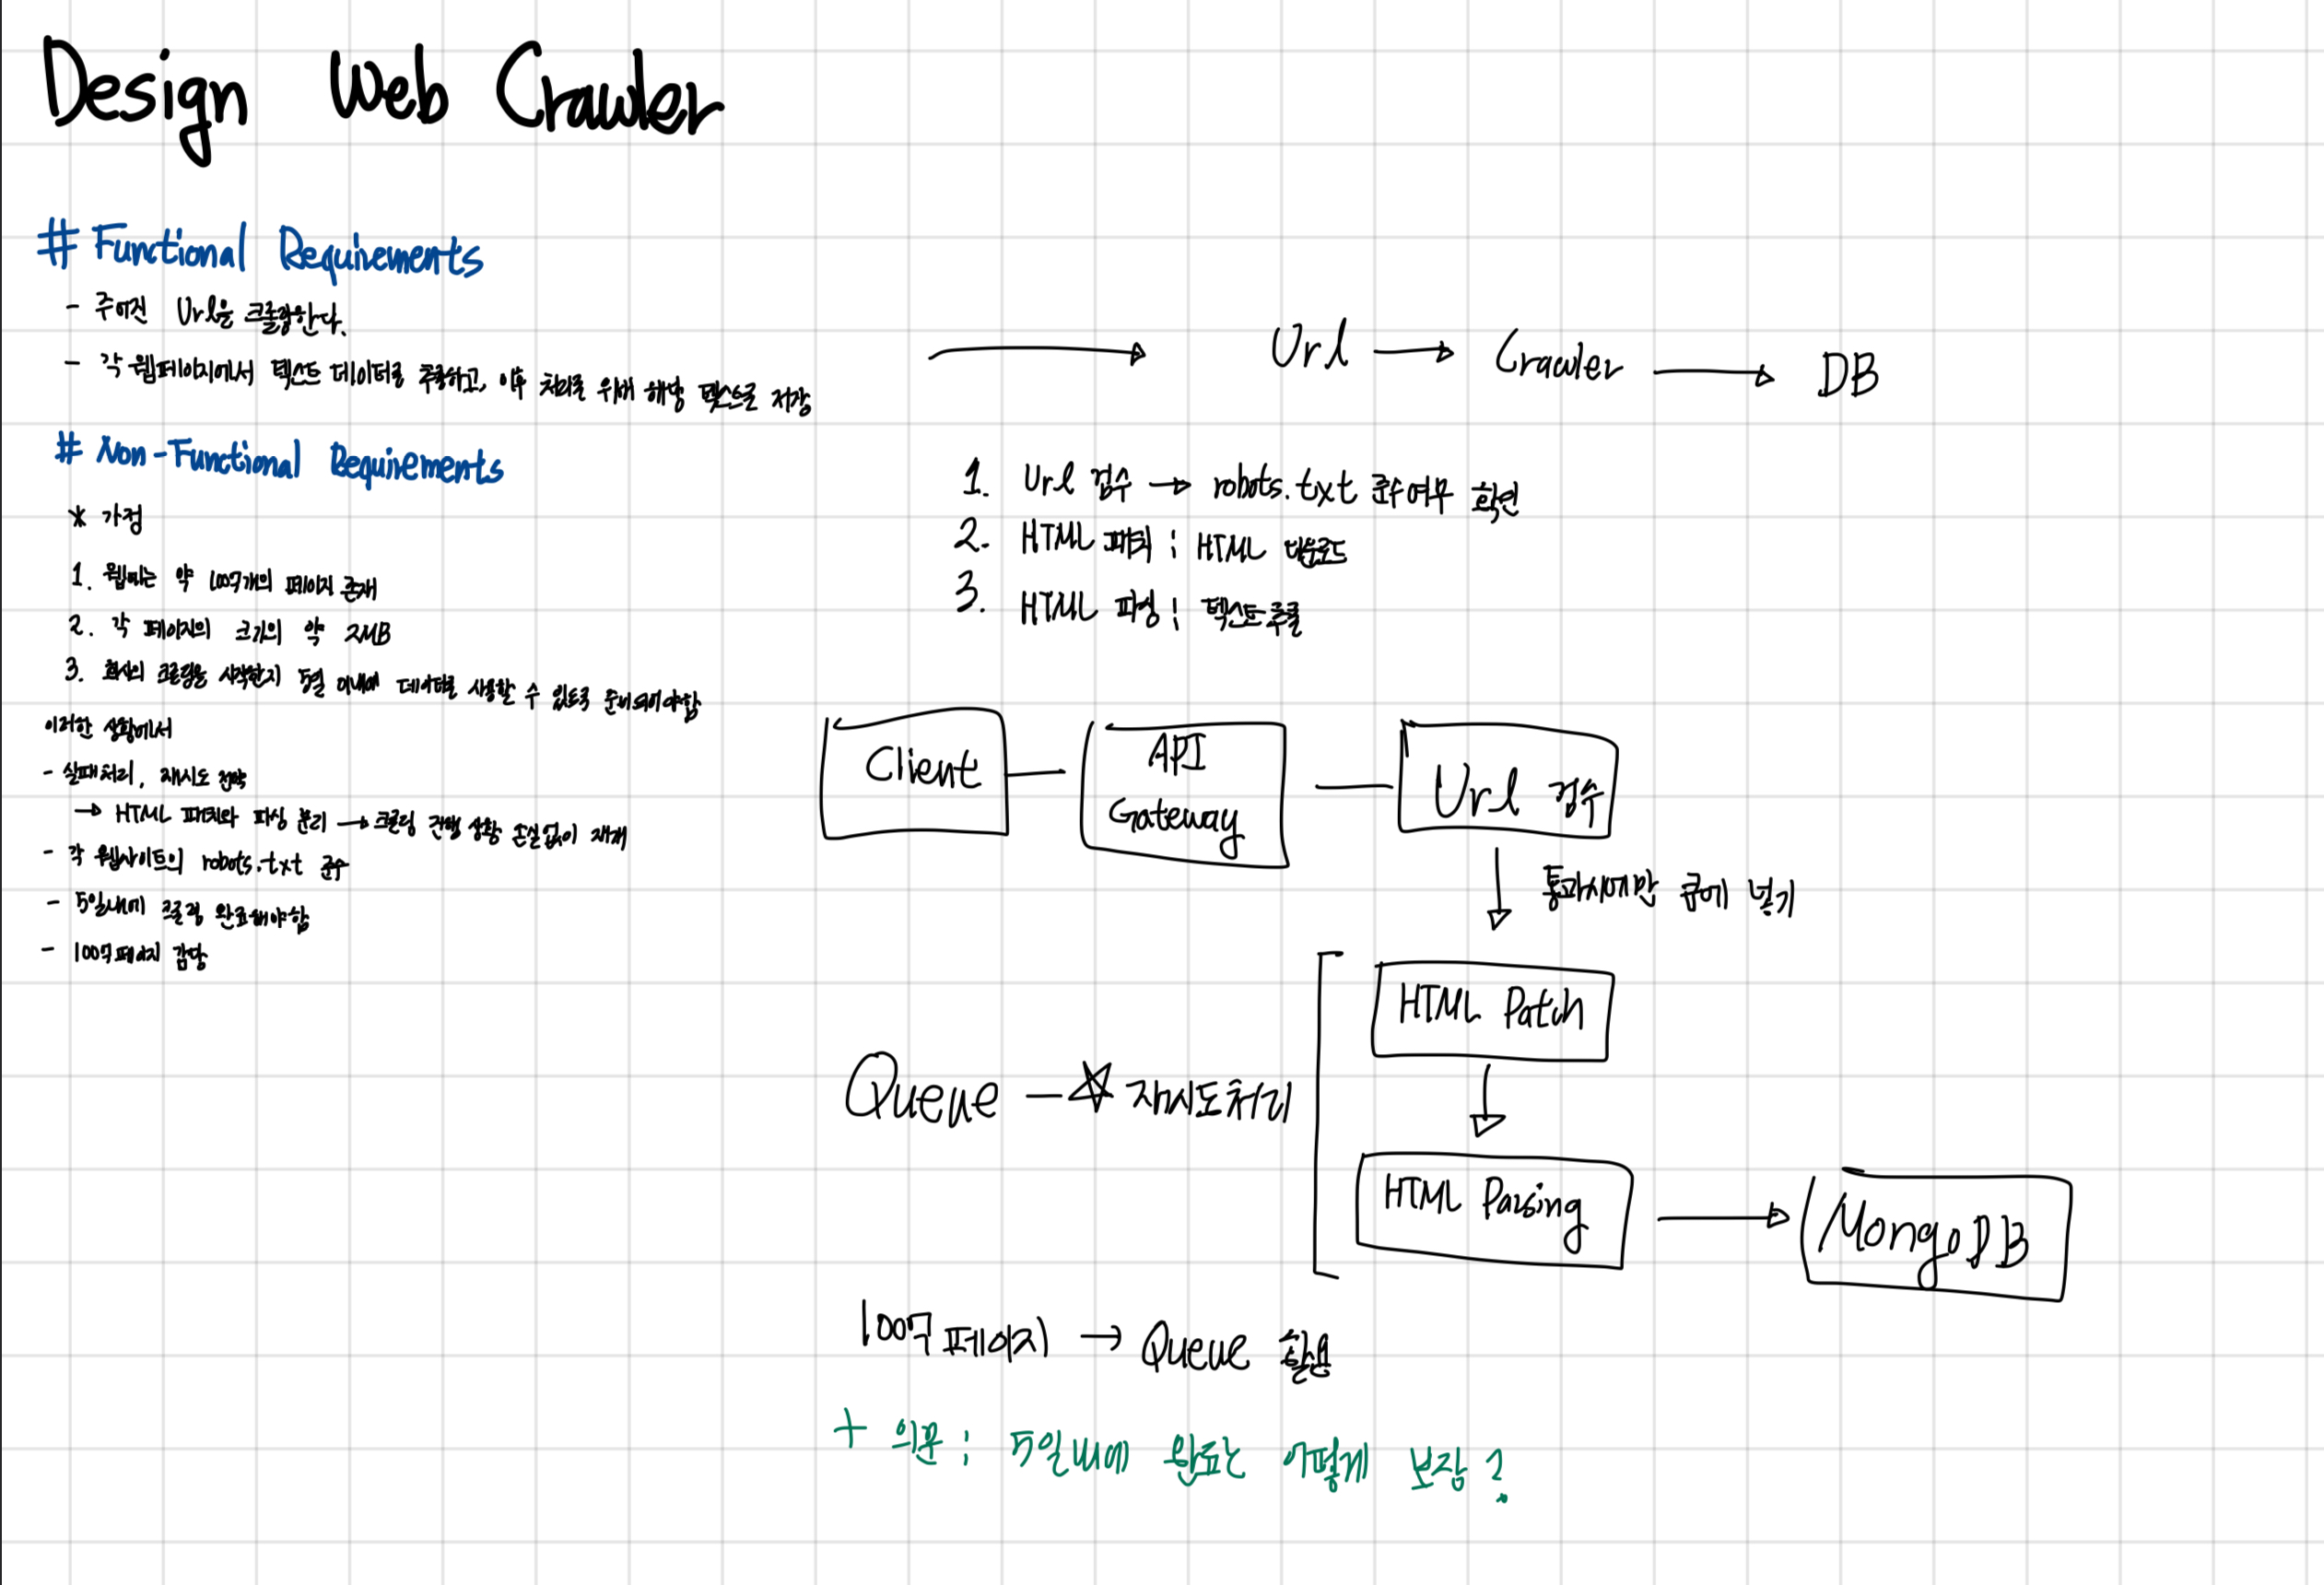 Design Web Crawler
# Functional Requirements
- 주어진 Url을 크롤링한다.
- 각 웹페이지에서 텍스트 데이터를 추출하고, 이후 처리를 위해 해당 텍스트를 저장
# Non-Functional Requirements
* 가정
1. 웹에는 약 100억개의 페이지 존재
2. 각 페이지의 크기의 약 2MB
3. 회사의 크롤링을 시작한지 5일 이내에 데이터를 사용할 수 있도록 준비되어야함
이러한 상황에서
- 실패처리, 재시도 전략
→ HTML 패치와 파싱 분리 → 크롤링 진행 상황 손실없이 재개
- 각 웹사이트의 robots.txt 준수
- 5일내에 크롤링 완료해야함
- 100억페이지 감당
→ Url → Crawler → DB
1. Url 검수 → robots.txt 준수여부 확인
2. HTML 패치 : HTML 다운로드
3. HTML 파싱 : 텍스트추출
Client
API
Gateway
Url 검수
통과시에만 큐에 넣기
HTML Patch
Queue - ☆ 재시도처리
HTML Parsing
MongoDB
100억페이지 → Queue 활용
+ 의문 : 5일내에 완료는 어떻게 보장?